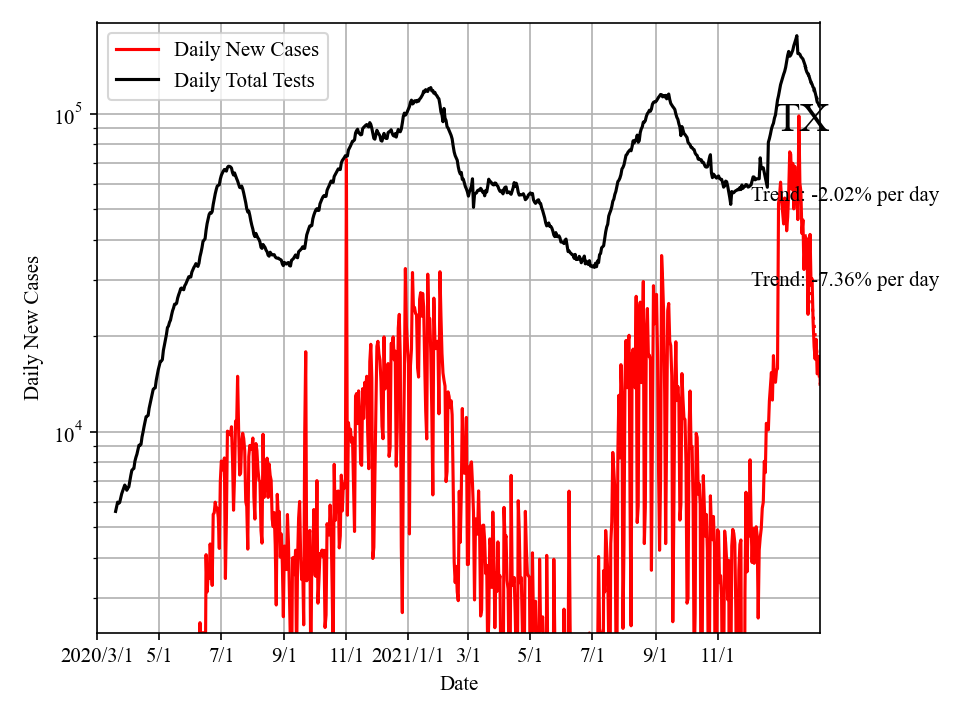 Daily New Cases
Daily Total Tests
TX
10^5
Trend: -2.02% per day
Trend: -7.36% per day
10^4
Daily New Cases
2020/3/1 5/1 7/1 9/1 11/1 2021/1/1 3/1 5/1 7/1 9/1 11/1
Date